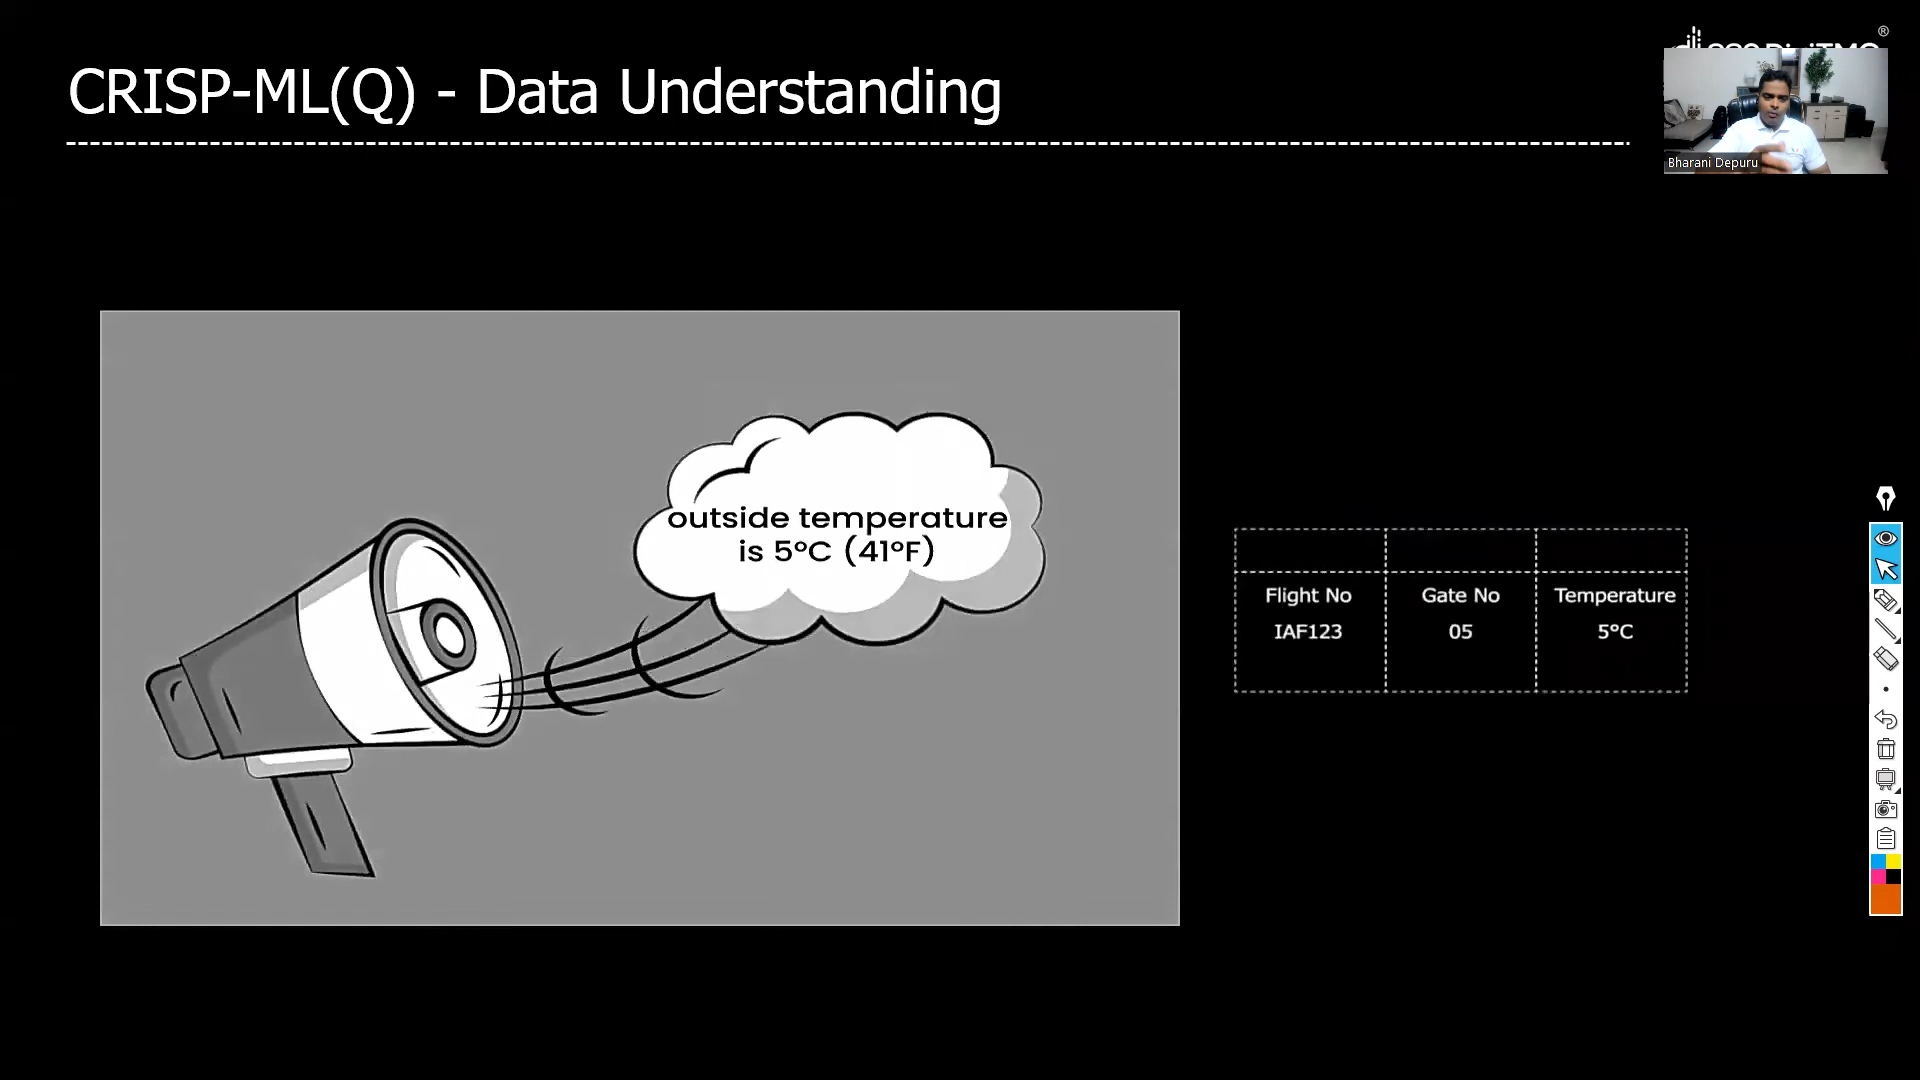 CRISP-ML(Q) - Data Understanding
®
Bharani Depuru
outside temperature
is 5°C (41°F)
Flight No
IAF123
Gate No
05
Temperature
5°C